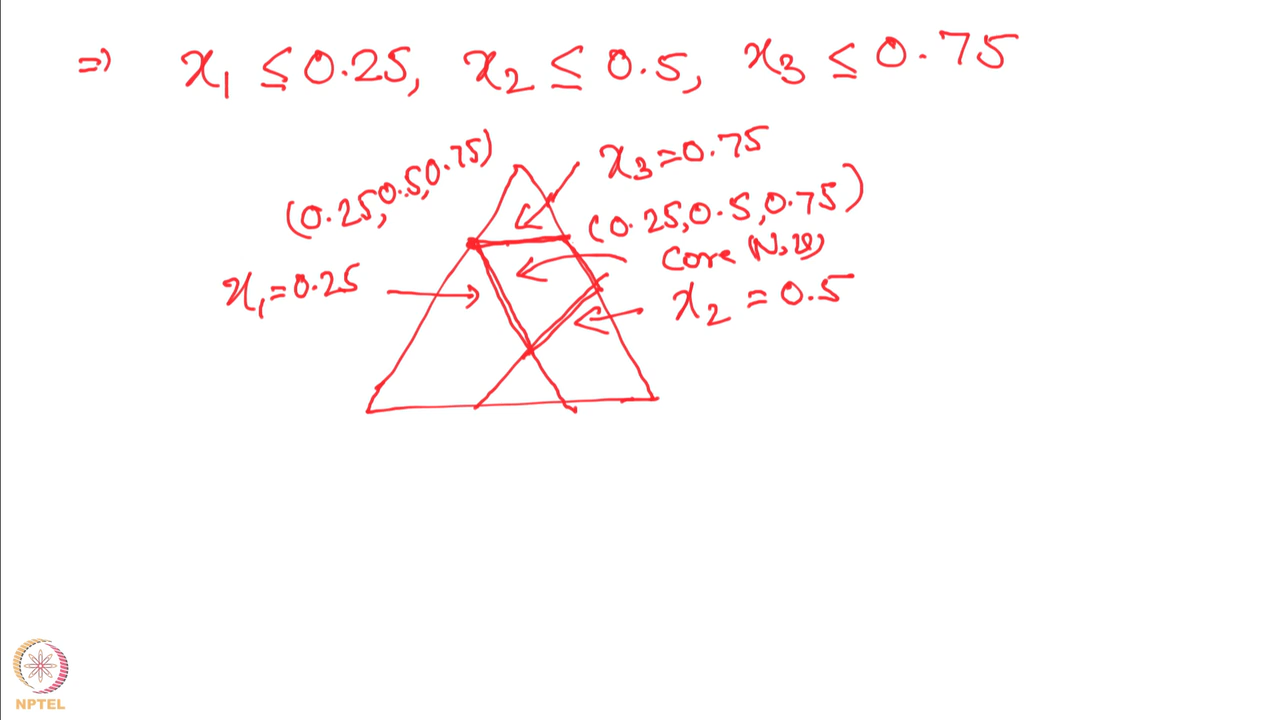 ⇒ x₁ ≤ 0.25, x₂ ≤ 0.5, x₃ ≤ 0.75
(0.25, 0.5, 0.75)
x₃ = 0.75
(0.25, 0.5, 0.75)
Core (N, v)
x₁ = 0.25
x₂ = 0.5
NPTEL